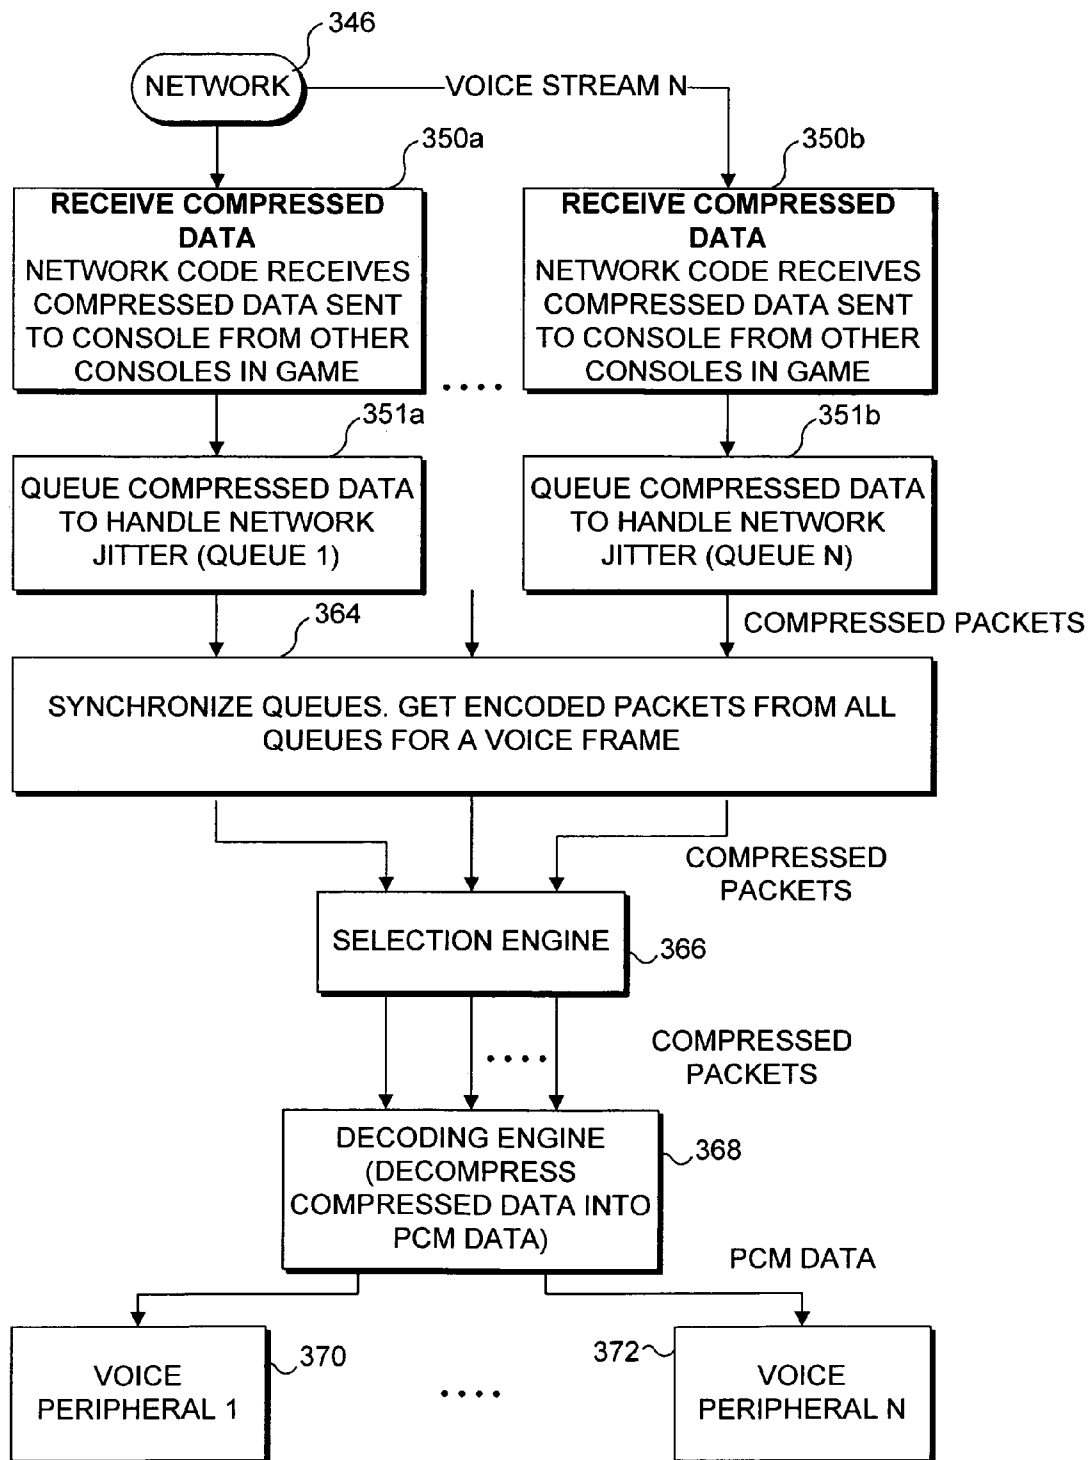 346
NETWORK
VOICE STREAM N
350a
350b
RECEIVE COMPRESSED
DATA
NETWORK CODE RECEIVES
COMPRESSED DATA SENT
TO CONSOLE FROM OTHER
CONSOLES IN GAME
RECEIVE COMPRESSED
DATA
NETWORK CODE RECEIVES
COMPRESSED DATA SENT
TO CONSOLE FROM OTHER
CONSOLES IN GAME
351a
351b
QUEUE COMPRESSED DATA
TO HANDLE NETWORK
JITTER (QUEUE 1)
QUEUE COMPRESSED DATA
TO HANDLE NETWORK
JITTER (QUEUE N)
364
COMPRESSED PACKETS
SYNCHRONIZE QUEUES. GET ENCODED PACKETS FROM ALL
QUEUES FOR A VOICE FRAME
COMPRESSED
PACKETS
SELECTION ENGINE
366
COMPRESSED
PACKETS
DECODING ENGINE
(DECOMPRESS
COMPRESSED DATA INTO
PCM DATA)
368
PCM DATA
VOICE
PERIPHERAL 1
370
372
VOICE
PERIPHERAL N